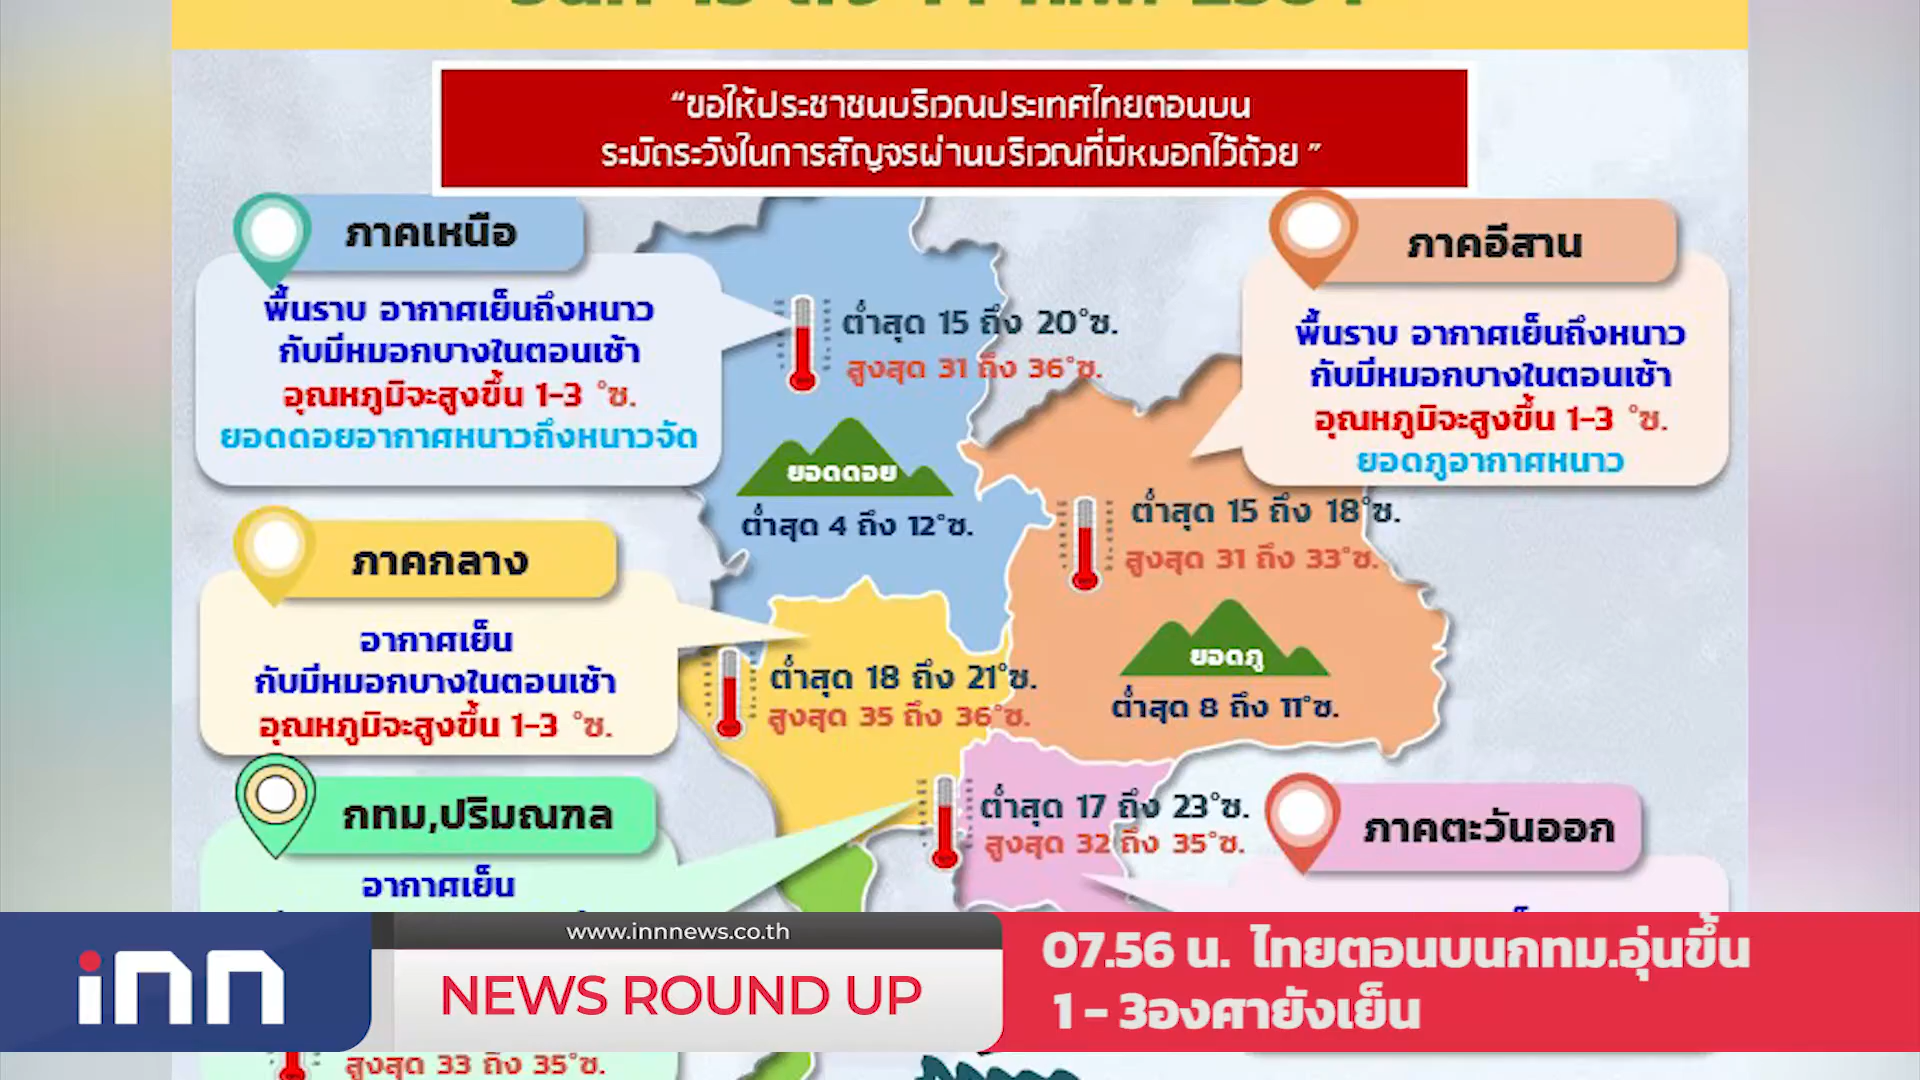 “ขอให้ประชาชนบริเวณประเทศไทยตอนบน
ระมัดระวังในการสัญจรผ่านบริเวณที่มีหมอกไว้ด้วย ”
ภาคเหนือ
พื้นราบ อากาศเย็นถึงหนาว
กับมีหมอกบางในตอนเช้า
อุณหภูมิจะสูงขึ้น 1-3 °ซ.
ยอดดอยอากาศหนาวถึงหนาวจัด
ต่ำสุด 15 ถึง 20°ซ.
สูงสุด 31 ถึง 36°ซ.
ยอดดอย
ต่ำสุด 4 ถึง 12°ซ.
ภาคอีสาน
พื้นราบ อากาศเย็นถึงหนาว
กับมีหมอกบางในตอนเช้า
อุณหภูมิจะสูงขึ้น 1-3 °ซ.
ยอดภูอากาศหนาว
ต่ำสุด 15 ถึง 18°ซ.
สูงสุด 31 ถึง 33°ซ.
ยอดภู
ต่ำสุด 8 ถึง 11°ซ.
ภาคกลาง
อากาศเย็น
กับมีหมอกบางในตอนเช้า
อุณหภูมิจะสูงขึ้น 1-3 °ซ.
ต่ำสุด 18 ถึง 21°ซ.
สูงสุด 35 ถึง 36°ซ.
กทม,ปริมณฑล
อากาศเย็น
ต่ำสุด 17 ถึง 23°ซ.
สูงสุด 32 ถึง 35°ซ.
ภาคตะวันออก
inn
www.innnews.co.th
NEWS ROUND UP
07.56 น. ไทยตอนบนกทม.อุ่นขึ้น
1 - 3องศายังเย็น
สูงสุด 33 ถึง 35°ซ.